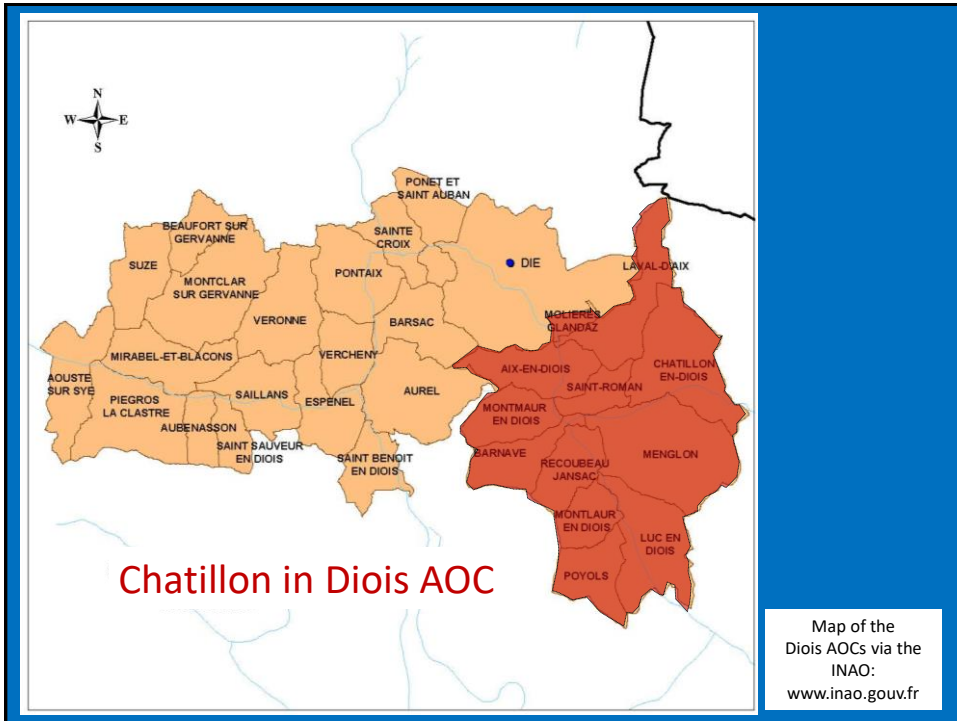 N
W E
S
PONET ET
SAINT AUBAN
BEAUFORT SUR
GERVANNE
SAINTE
CROIX
SUZE
PONTAIX
DIE
LAVAL-D'AIX
MONTCLAR
SUR GERVANNE
VERONNE
BARSAC
MOLIERES
GLANDAZ
MIRABEL-ET-BLACONS
VERCHENY
AIX-EN-DIOIS
CHATILLON
EN-DIOIS
AOUSTE
SUR SYE
PIEGROS
LA CLASTRE
SAILLANS
ESPENEL
AUREL
SAINT-ROMAN
AUBENASSON
MONTMAUR
EN DIOIS
SAINT SAUVEUR
EN DIOIS
SAINT BENOIT
EN DIOIS
BARNAVE
RECOUBEAU
JANSAC
MENGLON
MONTLAUR
EN DIOIS
LUC EN
DIOIS
POYOLS
Chatillon in Diois AOC
Map of the
Diois AOCs via the
INAO:
www.inao.gouv.fr